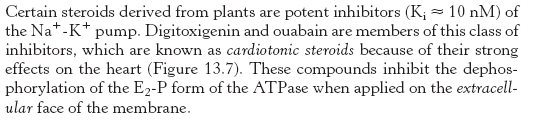 Certain steroids derived from plants are potent inhibitors (Ki ≈ 10 nM) of
the Na+-K+ pump. Digitoxigenin and ouabain are members of this class of
inhibitors, which are known as cardiotonic steroids because of their strong
effects on the heart (Figure 13.7). These compounds inhibit the dephos-
phorylation of the E2-P form of the ATPase when applied on the extracell-
ular face of the membrane.